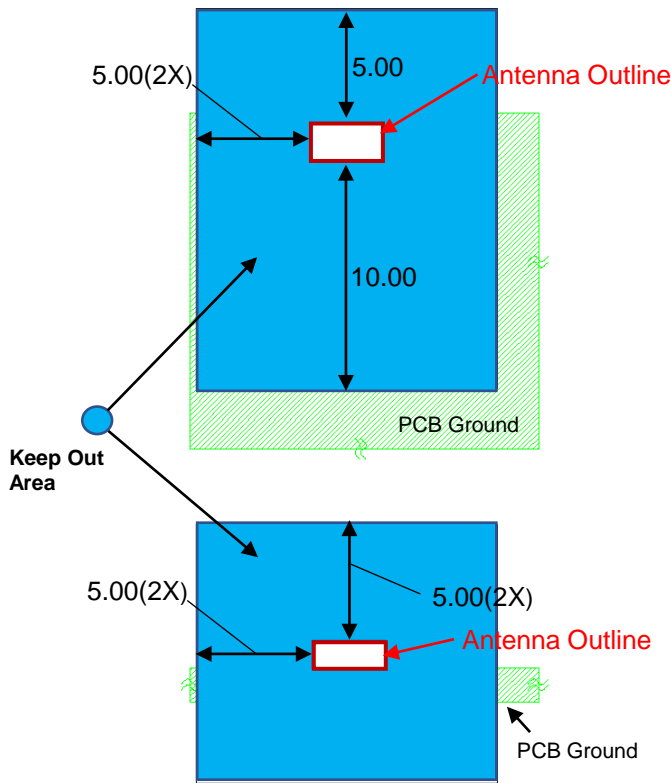 5.00(2X)
5.00
Antenna Outline
10.00
PCB Ground
Keep Out
Area
5.00(2X)
5.00(2X)
Antenna Outline
PCB Ground